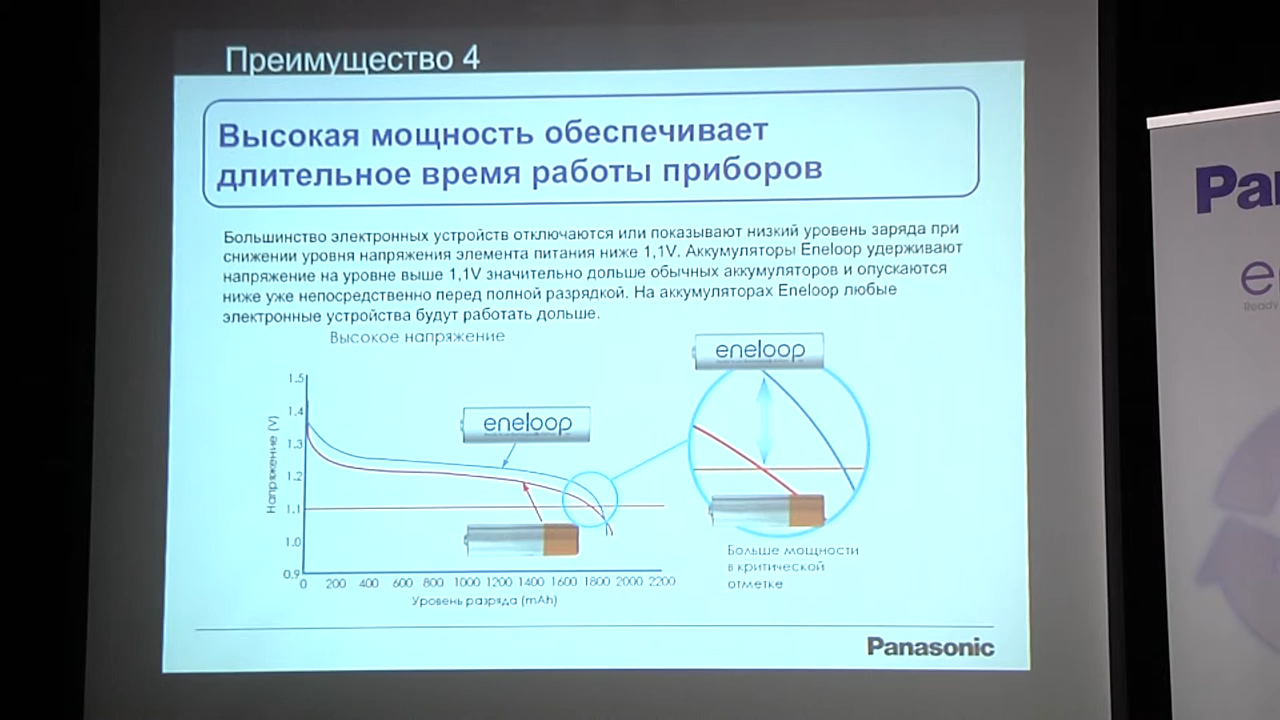 Преимущество 4
Высокая мощность обеспечивает
длительное время работы приборов
Большинство электронных устройств отключаются или показывают низкий уровень заряда при
снижении уровня напряжения элемента питания ниже 1,1V. Аккумуляторы Eneloop удерживают
напряжение на уровне выше 1,1V значительно дольше обычных аккумуляторов и опускаются
ниже уже непосредственно перед полной разрядкой. На аккумуляторах Eneloop любые
электронные устройства будут работать дольше.
Высокое напряжение
Напряжение (V)
1.5
1.4
1.3
1.2
1.1
1.0
0.9
0 200 400 600 800 1000 1200 1400 1600 1800 2000 2200
Уровень разряда (mAh)
eneloop
eneloop
Больше мощности
в критической
отметке
Panasonic
Pa
e
Ready